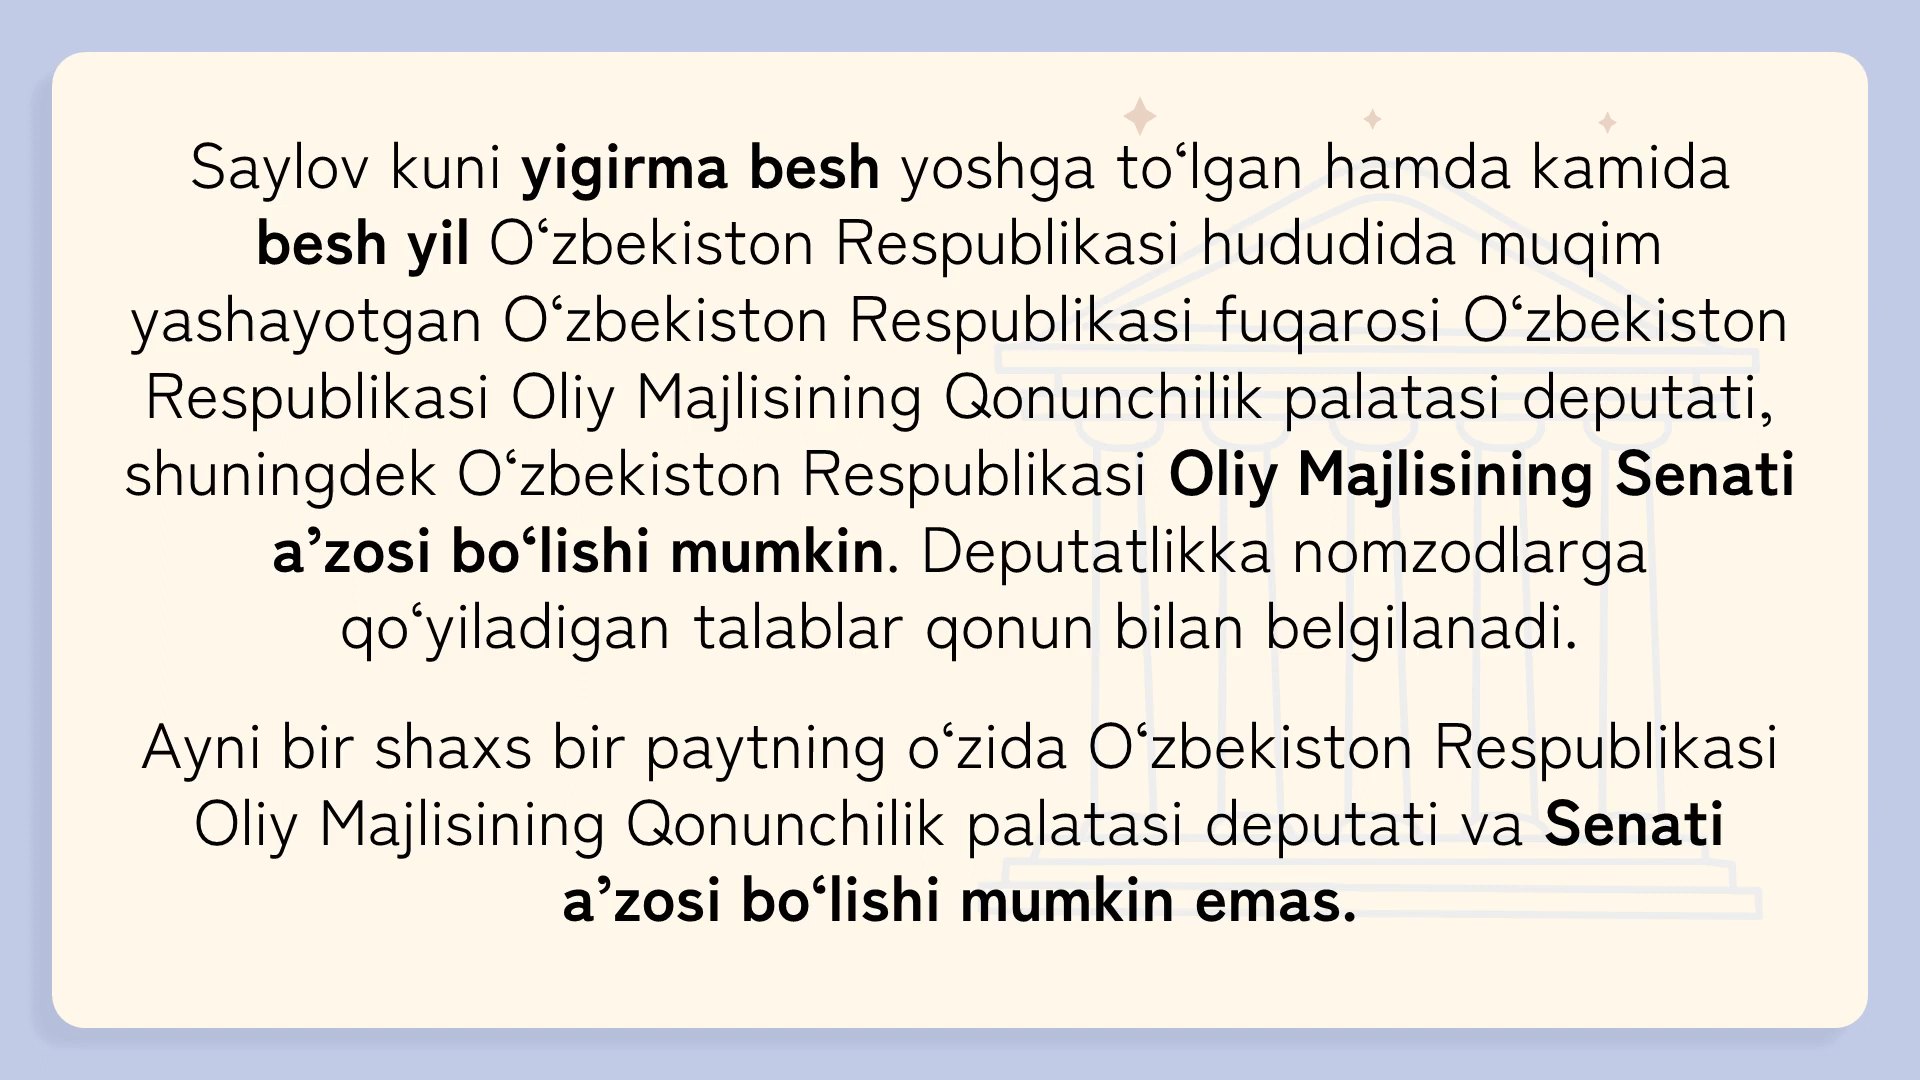 Saylov kuni yigirma besh yoshga to‘lgan hamda kamida
besh yil O‘zbekiston Respublikasi hududida muqim
yashayotgan O‘zbekiston Respublikasi fuqarosi O‘zbekiston
Respublikasi Oliy Majlisining Qonunchilik palatasi deputati,
shuningdek O‘zbekiston Respublikasi Oliy Majlisining Senati
a’zosi bo‘lishi mumkin. Deputatlikka nomzodlarga
qo‘yiladigan talablar qonun bilan belgilanadi.
Ayni bir shaxs bir paytning o‘zida O‘zbekiston Respublikasi
Oliy Majlisining Qonunchilik palatasi deputati va Senati
a’zosi bo‘lishi mumkin emas.